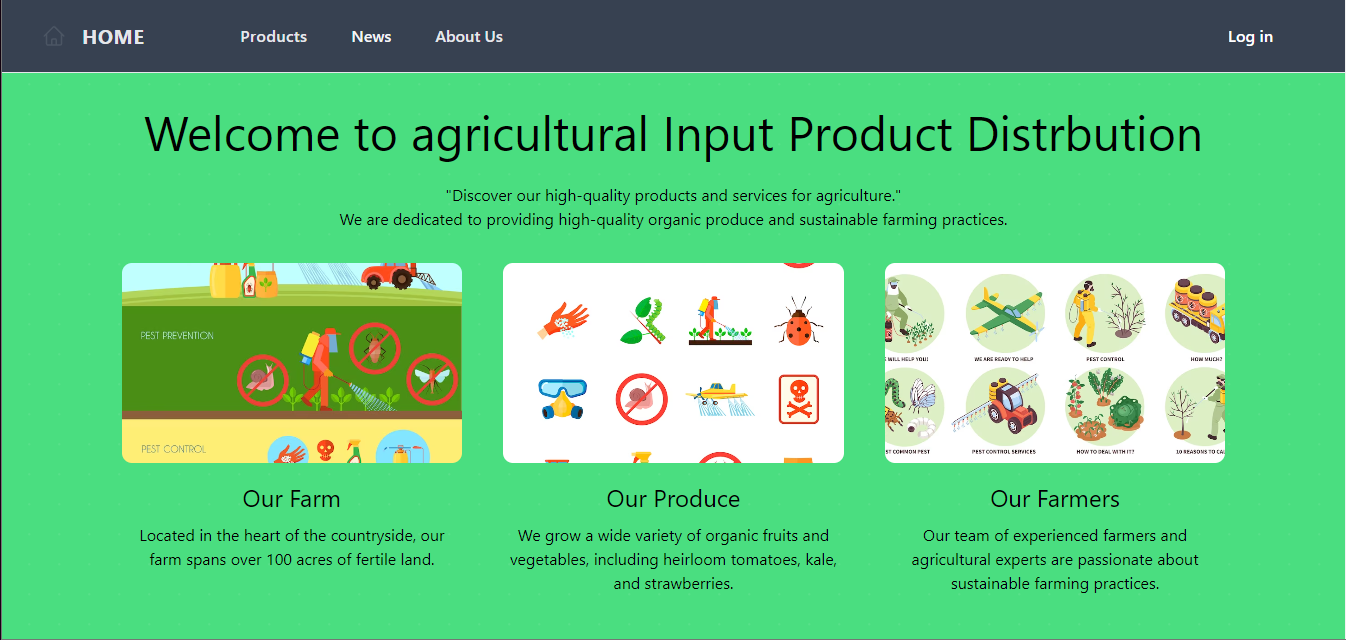 HOME Products News About Us Log in
Welcome to agricultural Input Product Distrbution
"Discover our high-quality products and services for agriculture."
We are dedicated to providing high-quality organic produce and sustainable farming practices.
PEST PREVENTION
PEST CONTROL
WILL HELP YOU! WE ARE READY TO HELP PEST CONTROL HOW MUCH?
ST COMMON PEST PEST CONTROL SERVICES HOW TO DEAL WITH IT? 10 REASONS TO CAL
Our Farm
Located in the heart of the countryside, our
farm spans over 100 acres of fertile land.
Our Produce
We grow a wide variety of organic fruits and
vegetables, including heirloom tomatoes, kale,
and strawberries.
Our Farmers
Our team of experienced farmers and
agricultural experts are passionate about
sustainable farming practices.